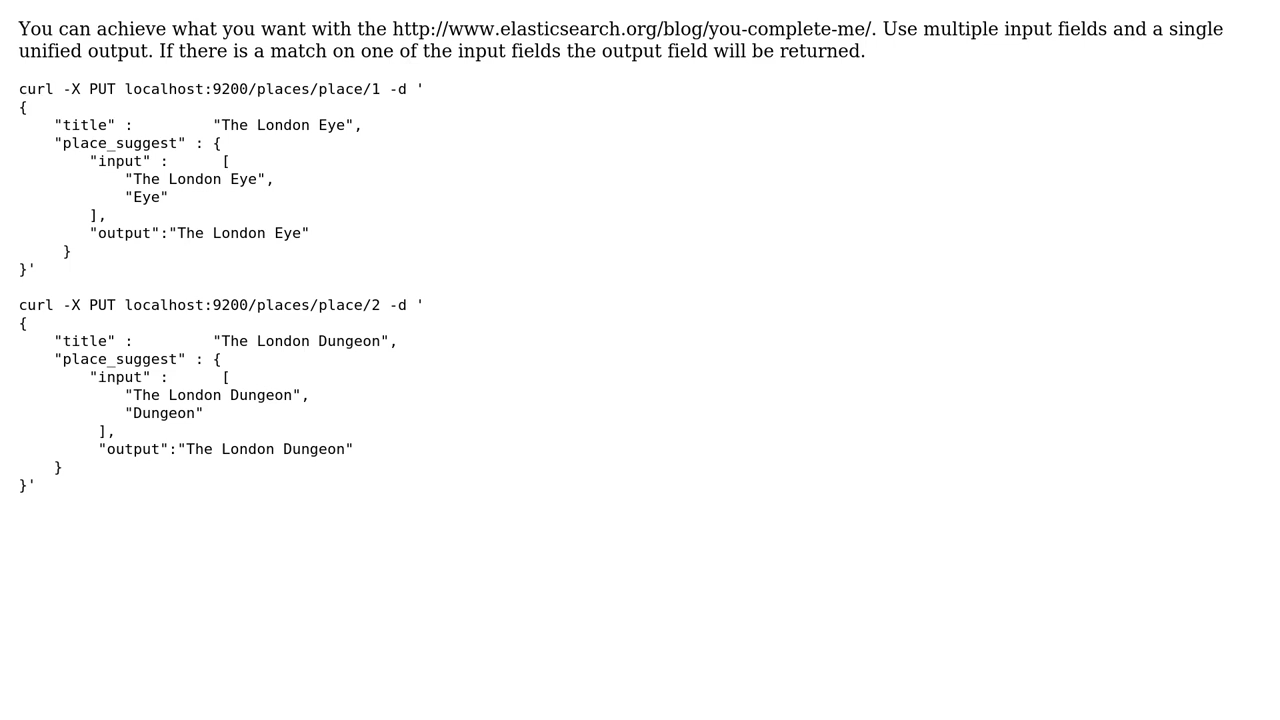 You can achieve what you want with the http://www.elasticsearch.org/blog/you-complete-me/. Use multiple input fields and a single
unified output. If there is a match on one of the input fields the output field will be returned.
curl -X PUT localhost:9200/places/place/1 -d '
{
    "title" :         "The London Eye",
    "place_suggest" : {
        "input" :      [
            "The London Eye",
            "Eye"
        ],
        "output":"The London Eye"
     }
}'
curl -X PUT localhost:9200/places/place/2 -d '
{
    "title" :         "The London Dungeon",
    "place_suggest" : {
        "input" :      [
            "The London Dungeon",
            "Dungeon"
         ],
         "output":"The London Dungeon"
    }
}'